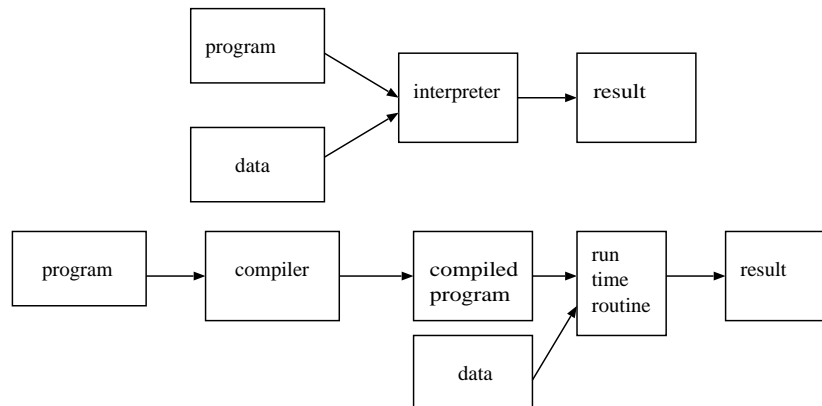 program
data
interpreter
result
program
compiler
compiled
program
data
run
time
routine
result